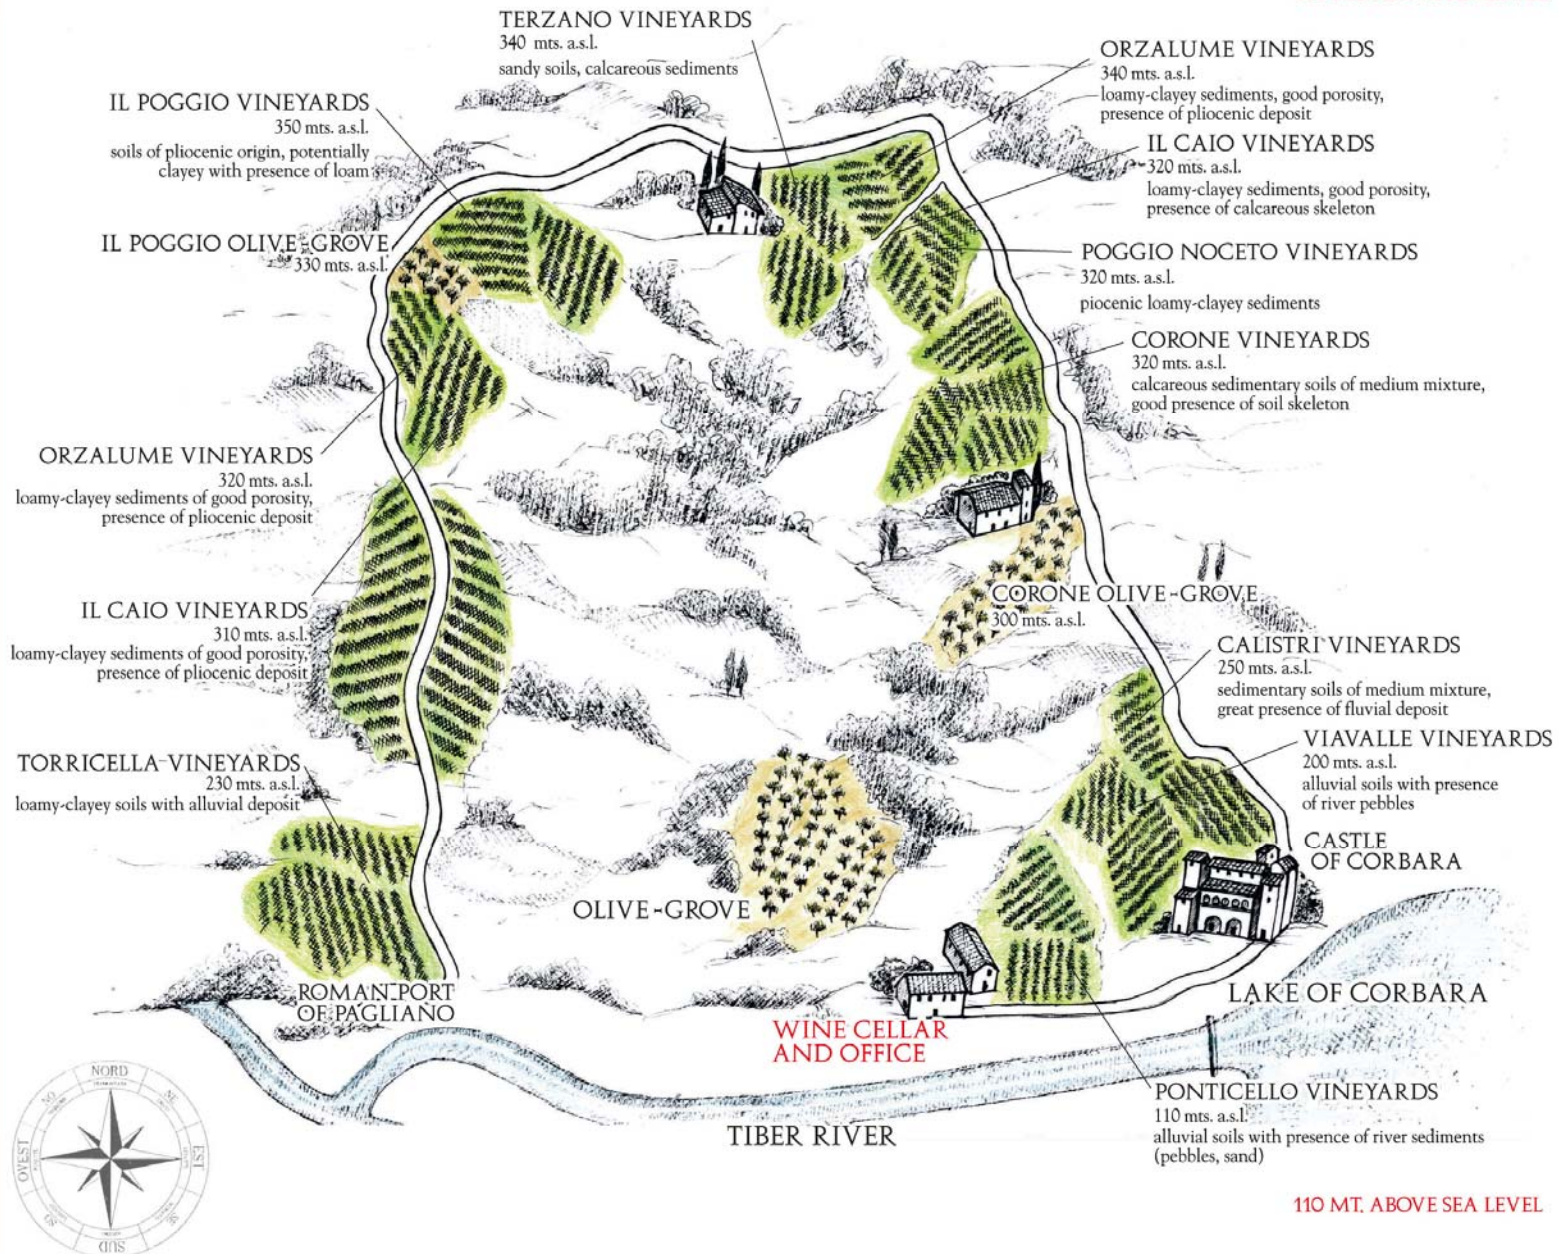 TERZANO VINEYARDS
340 mts. a.s.l.
sandy soils, calcareous sediments
ORZALUME VINEYARDS
340 mts. a.s.l.
loamy-clayey sediments, good porosity,
presence of pliocenic deposit
IL POGGIO VINEYARDS
350 mts. a.s.l.
soils of pliocenic origin, potentially
clayey with presence of loam
IL CAIO VINEYARDS
320 mts. a.s.l.
loamy-clayey sediments, good porosity,
presence of calcareous skeleton
IL POGGIO OLIVE-GROVE
330 mts. a.s.l.
POGGIO NOCETO VINEYARDS
320 mts. a.s.l.
piocenic loamy-clayey sediments
CORONE VINEYARDS
320 mts. a.s.l.
calcareous sedimentary soils of medium mixture,
good presence of soil skeleton
ORZALUME VINEYARDS
320 mts. a.s.l.
loamy-clayey sediments of good porosity,
presence of pliocenic deposit
CORONE OLIVE-GROVE
300 mts. a.s.l.
IL CAIO VINEYARDS
310 mts. a.s.l.
loamy-clayey sediments of good porosity,
presence of pliocenic deposit
CALISTRI VINEYARDS
250 mts. a.s.l.
sedimentary soils of medium mixture,
great presence of fluvial deposit
VIAVALLE VINEYARDS
200 mts. a.s.l.
alluvial soils with presence
of river pebbles
TORRICELLA VINEYARDS
230 mts. a.s.l.
loamy-clayey soils with alluvial deposit
CASTLE
OF CORBARA
OLIVE-GROVE
ROMAN PORT
OF PAGLIANO
LAKE OF CORBARA
WINE CELLAR
AND OFFICE
PONTICELLO VINEYARDS
110 mts. a.s.l.
alluvial soils with presence of river sediments
(pebbles, sand)
TIBER RIVER
NORD
NO
NE
OVEST
EST
SO
SE
SUD
110 MT. ABOVE SEA LEVEL